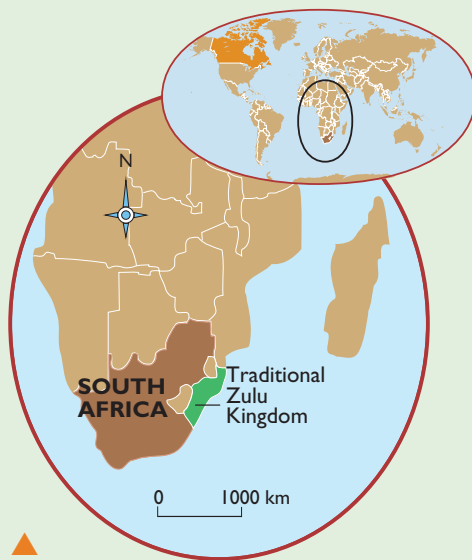 N
SOUTH
AFRICA
Traditional
Zulu
Kingdom
0 1000 km